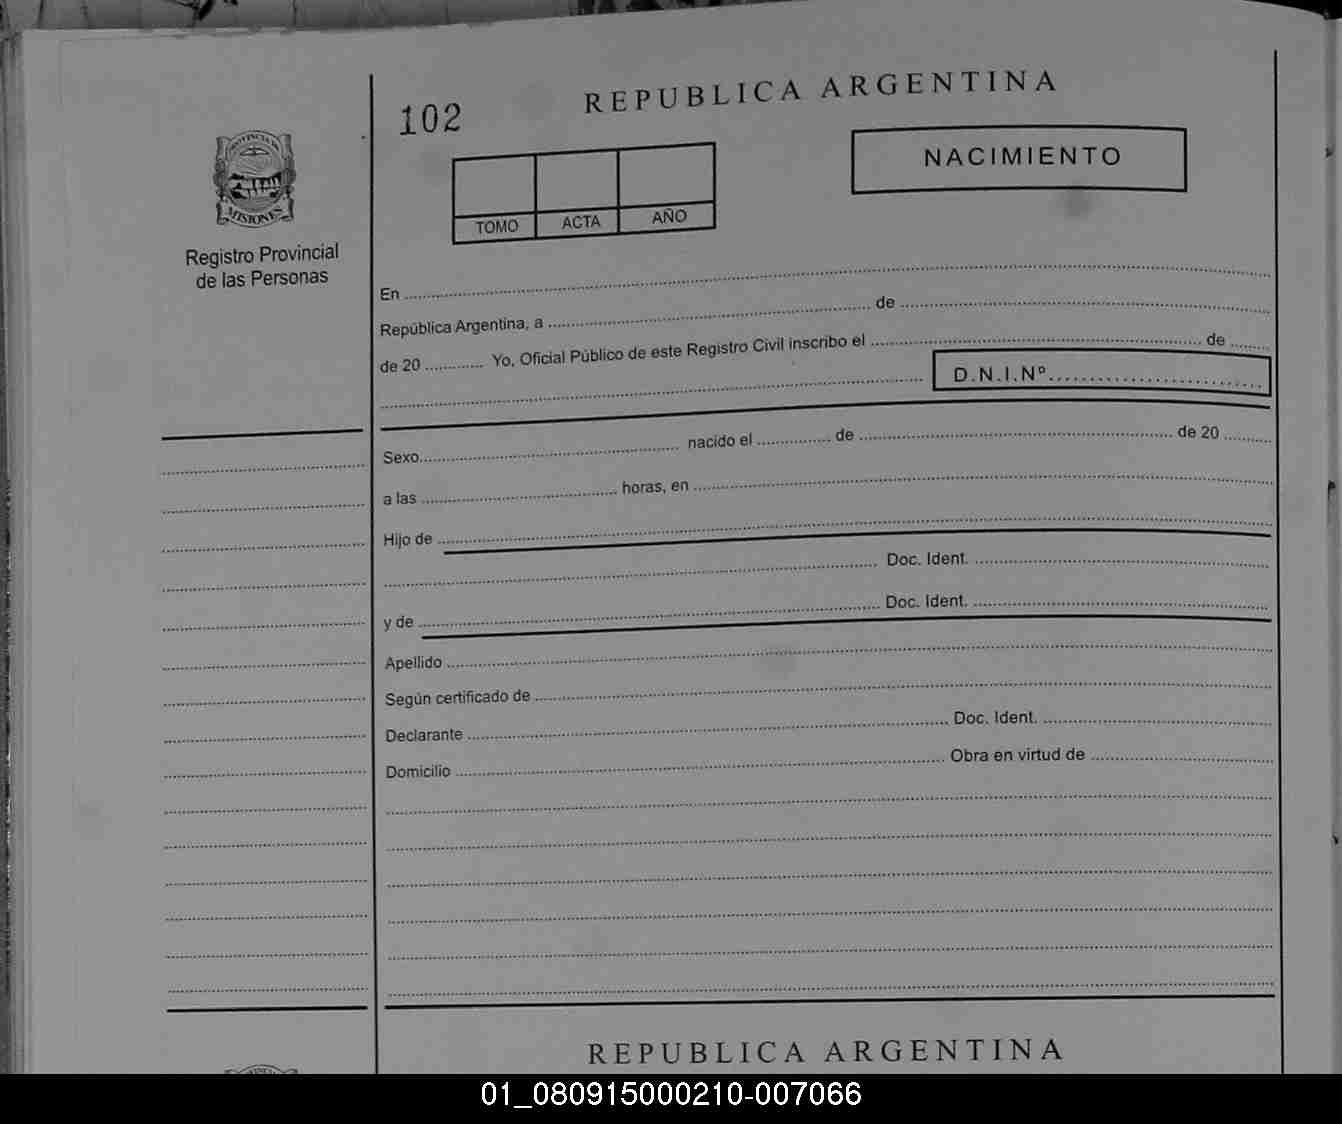 102
REPUBLICA ARGENTINA
NACIMIENTO
TOMO ACTA AÑO
PROVINCIA DE
MISIONES
Registro Provincial
de las Personas
En
República Argentina, a de
de 20 Yo, Oficial Público de este Registro Civil inscribo el de
D.N.I.Nº
Sexo nacido el de de 20
a las horas, en
Hijo de
Doc. Ident.
y de Doc. Ident.
Apellido
Según certificado de
Declarante Doc. Ident.
Domicilio Obra en virtud de
REPUBLICA ARGENTINA
01_080915000210-007066